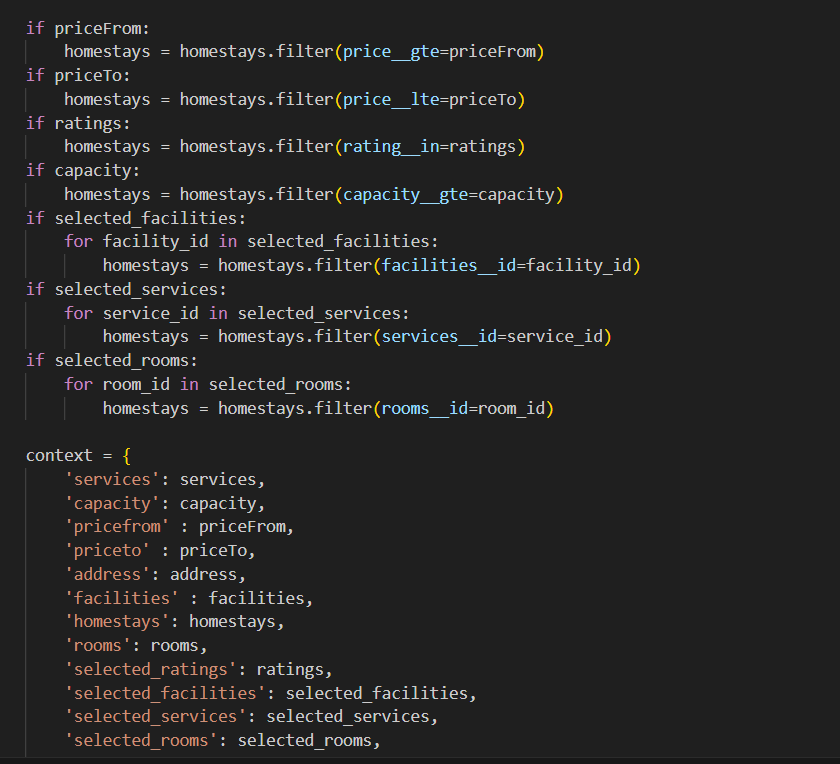 if priceFrom:
    homestays = homestays.filter(price__gte=priceFrom)
if priceTo:
    homestays = homestays.filter(price__lte=priceTo)
if ratings:
    homestays = homestays.filter(rating__in=ratings)
if capacity:
    homestays = homestays.filter(capacity__gte=capacity)
if selected_facilities:
    for facility_id in selected_facilities:
        homestays = homestays.filter(facilities__id=facility_id)
if selected_services:
    for service_id in selected_services:
        homestays = homestays.filter(services__id=service_id)
if selected_rooms:
    for room_id in selected_rooms:
        homestays = homestays.filter(rooms__id=room_id)

context = {
    'services': services,
    'capacity': capacity,
    'pricefrom' : priceFrom,
    'priceto' : priceTo,
    'address': address,
    'facilities' : facilities,
    'homestays': homestays,
    'rooms': rooms,
    'selected_ratings': ratings,
    'selected_facilities': selected_facilities,
    'selected_services': selected_services,
    'selected_rooms': selected_rooms,